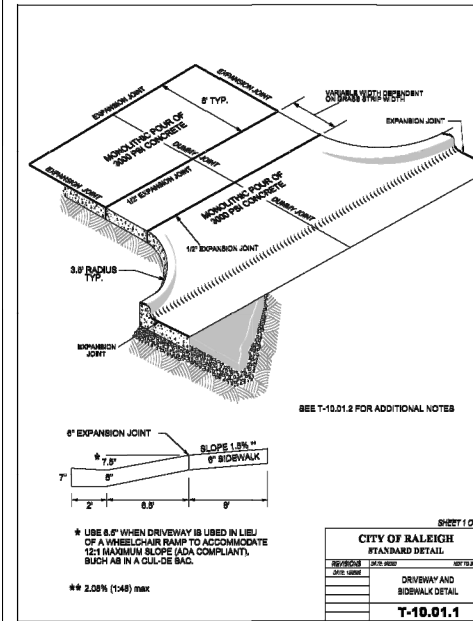 EXPANSION JOINT
EXPANSION JOINT
6' TYP.
VARIABLE WIDTH DEPENDENT
ON GRASS STRIP WIDTH
EXPANSION JOINT
MONOLITHIC POUR OF
3000 PSI CONCRETE
DUMMY JOINT
EXPANSION JOINT
1/2" EXPANSION JOINT
MONOLITHIC POUR OF
3000 PSI CONCRETE
DUMMY JOINT
1/2" EXPANSION JOINT
3.5' RADIUS
TYP.
EXPANSION
JOINT
SEE T-10.01.2 FOR ADDITIONAL NOTES
6" EXPANSION JOINT
SLOPE 1.5% **
* 7.5"
6" SIDEWALK
7"
6"
2'
* USE 6.5" WHEN DRIVEWAY IS USED IN LIEU
OF A WHEELCHAIR RAMP TO ACCOMMODATE
12:1 MAXIMUM SLOPE (ADA COMPLIANT),
SUCH AS IN A CUL-DE SAC.
** 2.08% (1:48) max
SHEET 1 O
CITY OF RALEIGH
STANDARD DETAIL
REVISIONS
DRIVEWAY AND
SIDEWALK DETAIL
T-10.01.1